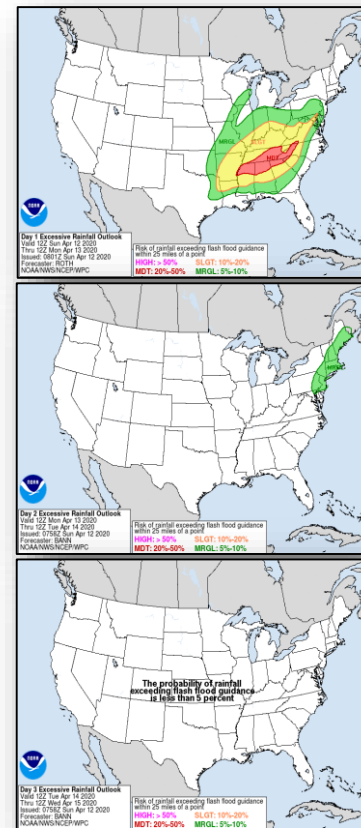 MRGL
SLGT
MDT
noaa
Day 1 Excessive Rainfall Outlook
Valid 12Z Sun Apr 12 2020
Thru 12Z Mon Apr 13 2020
Issued: 0801Z Sun Apr 12 2020
Forecaster: ROTH
NOAA/NWS/NCEP/WPC
Risk of rainfall exceeding flash flood guidance
within 25 miles of a point
HIGH: > 50% SLGT: 10%-20%
MDT: 20%-50% MRGL: 5%-10%
MRGL
noaa
Day 2 Excessive Rainfall Outlook
Valid 12Z Mon Apr 13 2020
Thru 12Z Tue Apr 14 2020
Issued: 0756Z Sun Apr 12 2020
Forecaster: BANN
NOAA/NWS/NCEP/WPC
Risk of rainfall exceeding flash flood guidance
within 25 miles of a point
HIGH: > 50% SLGT: 10%-20%
MDT: 20%-50% MRGL: 5%-10%
The probability of rainfall
exceeding flash flood guidance
is less than 5 percent
noaa
Day 3 Excessive Rainfall Outlook
Valid 12Z Tue Apr 14 2020
Thru 12Z Wed Apr 15 2020
Issued: 0758Z Sun Apr 12 2020
Forecaster: BANN
NOAA/NWS/NCEP/WPC
Risk of rainfall exceeding flash flood guidance
within 25 miles of a point
HIGH: > 50% SLGT: 10%-20%
MDT: 20%-50% MRGL: 5%-10%